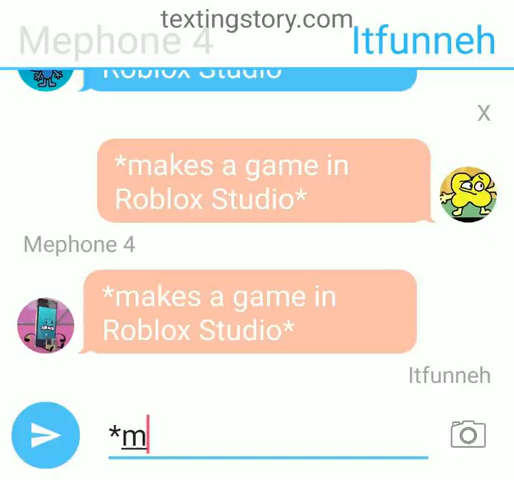 textingstory.com
Mephone 4
Itfunneh
Roblox Studio
X
*makes a game in
Roblox Studio*
Mephone 4
*makes a game in
Roblox Studio*
Itfunneh
*m